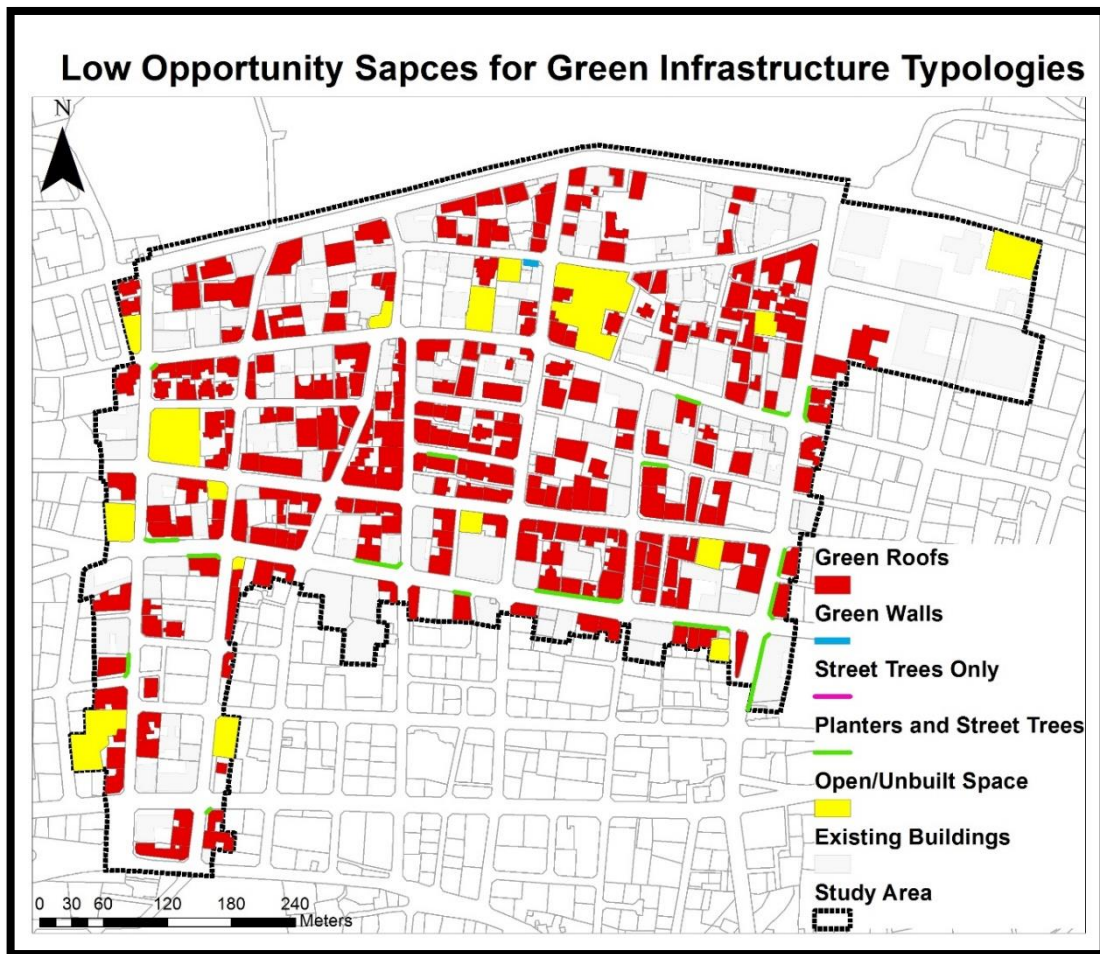 Low Opportunity Sapces for Green Infrastructure Typologies
N
Green Roofs
Green Walls
Street Trees Only
Planters and Street Trees
Open/Unbuilt Space
Existing Buildings
Study Area
0 30 60 120 180 240
Meters